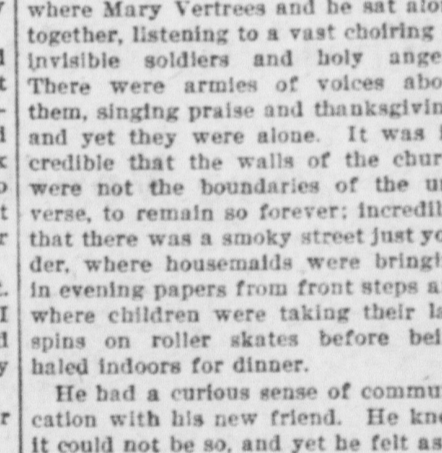 where Mary Vertrees and he sat alo
together, listening to a vast choiring
invisible soldiers and holy ange
There were armies of voices abo
them, singing praise and thanksgivin
and yet they were alone. It was
credible that the walls of the chur
were not the boundaries of the u
verse, to remain so forever; incredib
that there was a smoky street just yo
der, where housemaids were bringi
in evening papers from front steps a
where children were taking their la
spins on roller skates before bei
haled indoors for dinner.
He had a curious sense of commu
cation with his new friend. He kne
it could not be so, and yet he felt as